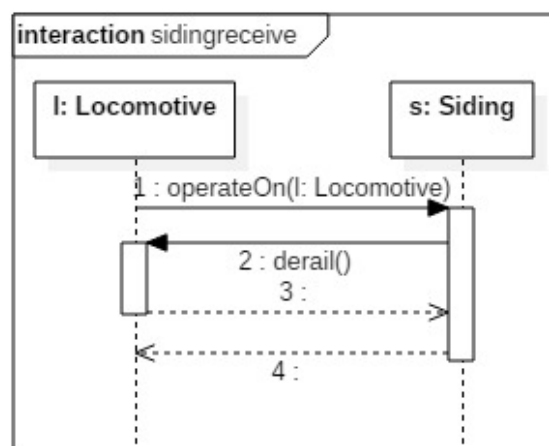 interaction sidingreceive
l: Locomotive
s: Siding
1 : operateOn(l: Locomotive)
2 : derail()
3 :
4 :